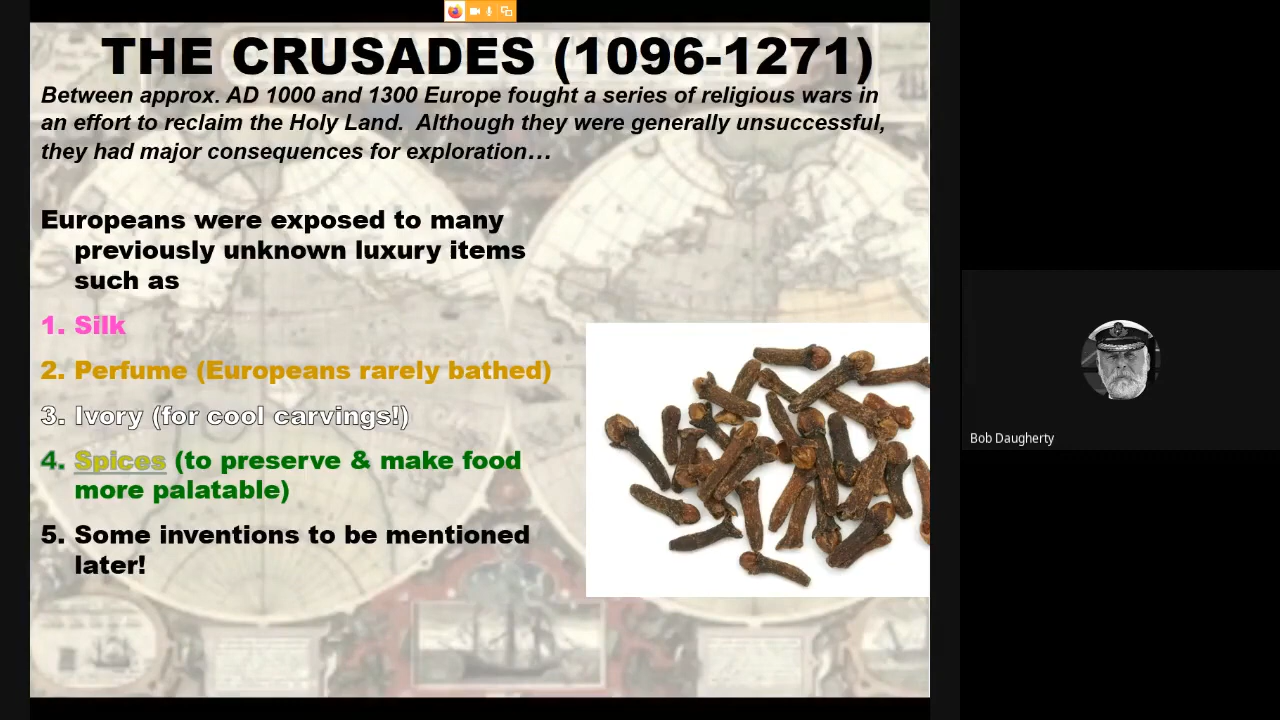 THE CRUSADES (1096-1271)
Between approx. AD 1000 and 1300 Europe fought a series of religious wars in
an effort to reclaim the Holy Land.  Although they were generally unsuccessful,
they had major consequences for exploration…
Europeans were exposed to many
previously unknown luxury items
such as
1. Silk
2. Perfume (Europeans rarely bathed)
3. Ivory (for cool carvings!)
4. Spices (to preserve & make food
more palatable)
5. Some inventions to be mentioned
later!
Bob Daugherty